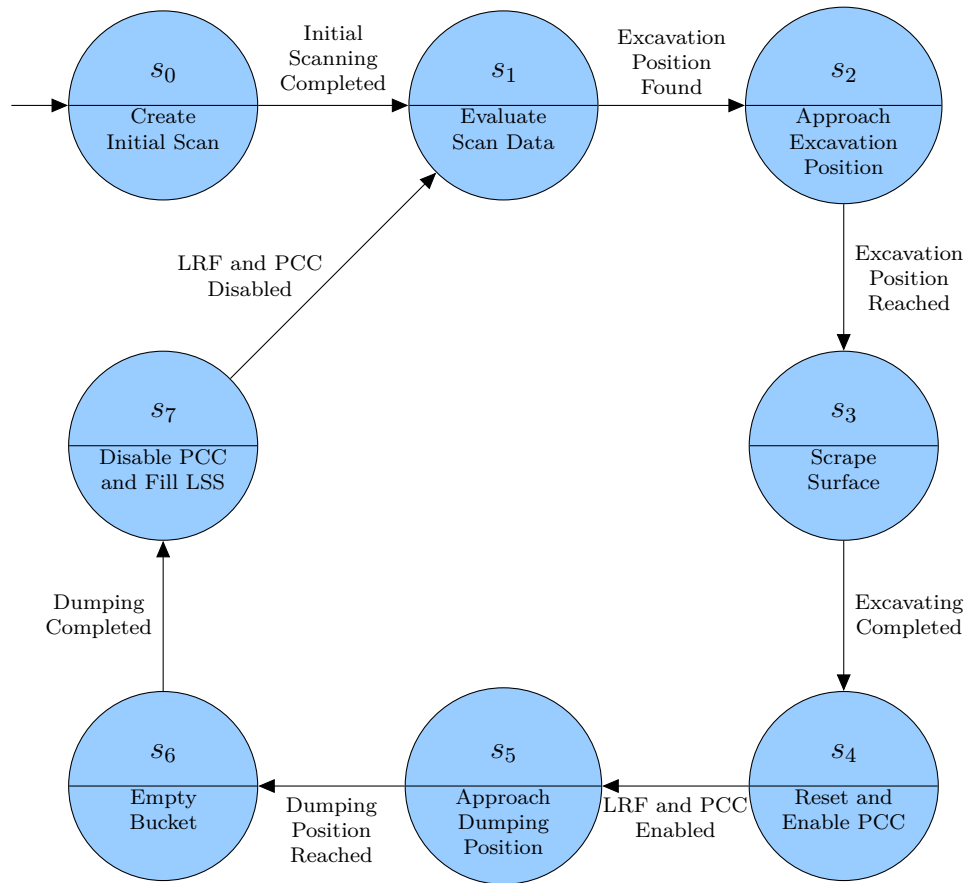 s0
Create
Initial Scan
Initial
Scanning
Completed
s1
Evaluate
Scan Data
Excavation
Position
Found
s2
Approach
Excavation
Position
Excavation
Position
Reached
s3
Scrape
Surface
Excavating
Completed
s4
Reset and
Enable PCC
LRF and PCC
Enabled
s5
Approach
Dumping
Position
Dumping
Position
Reached
s6
Empty
Bucket
Dumping
Completed
s7
Disable PCC
and Fill LSS
LRF and PCC
Disabled